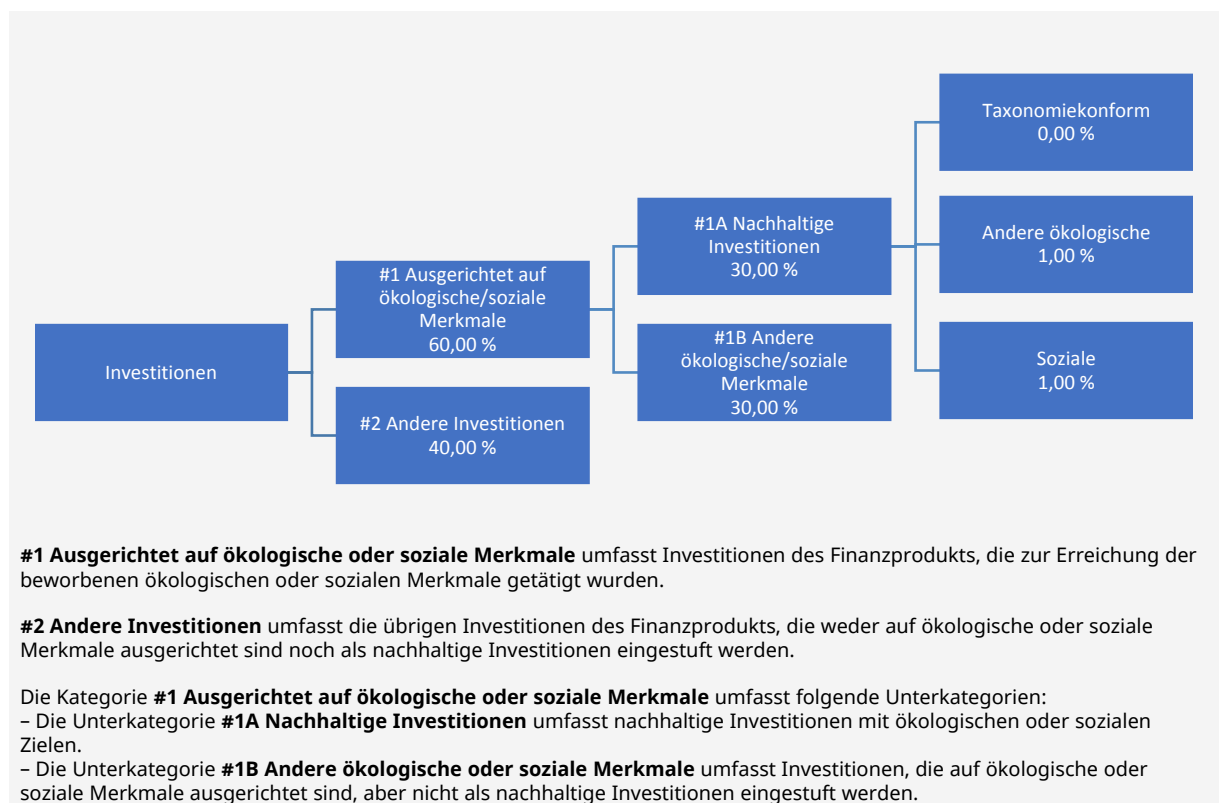 Taxonomiekonform
0,00 %
#1A Nachhaltige
Investitionen
30,00 %
Andere ökologische
1,00 %
#1 Ausgerichtet auf
ökologische/soziale
Merkmale
60,00 %
#1B Andere
ökologische/soziale
Merkmale
30,00 %
Investitionen
Soziale
1,00 %
#2 Andere Investitionen
40,00 %
#1 Ausgerichtet auf ökologische oder soziale Merkmale umfasst Investitionen des Finanzprodukts, die zur Erreichung der
beworbenen ökologischen oder sozialen Merkmale getätigt wurden.
#2 Andere Investitionen umfasst die übrigen Investitionen des Finanzprodukts, die weder auf ökologische oder soziale
Merkmale ausgerichtet sind noch als nachhaltige Investitionen eingestuft werden.
Die Kategorie #1 Ausgerichtet auf ökologische oder soziale Merkmale umfasst folgende Unterkategorien:
– Die Unterkategorie #1A Nachhaltige Investitionen umfasst nachhaltige Investitionen mit ökologischen oder sozialen
Zielen.
– Die Unterkategorie #1B Andere ökologische oder soziale Merkmale umfasst Investitionen, die auf ökologische oder
soziale Merkmale ausgerichtet sind, aber nicht als nachhaltige Investitionen eingestuft werden.